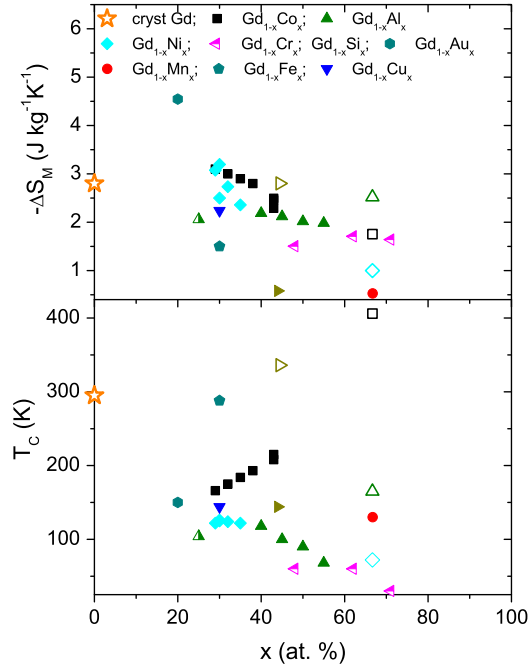 cryst Gd; Gd1-xCox; Gd1-xAlx
Gd1-xNix; Gd1-xCrx; Gd1-xSix; Gd1-xAux
Gd1-xMnx; Gd1-xFex; Gd1-xCux
6
5
4
3
2
1
-ΔSM (J kg-1K-1)
400
300
200
100
TC (K)
0 20 40 60 80 100
x (at. %)